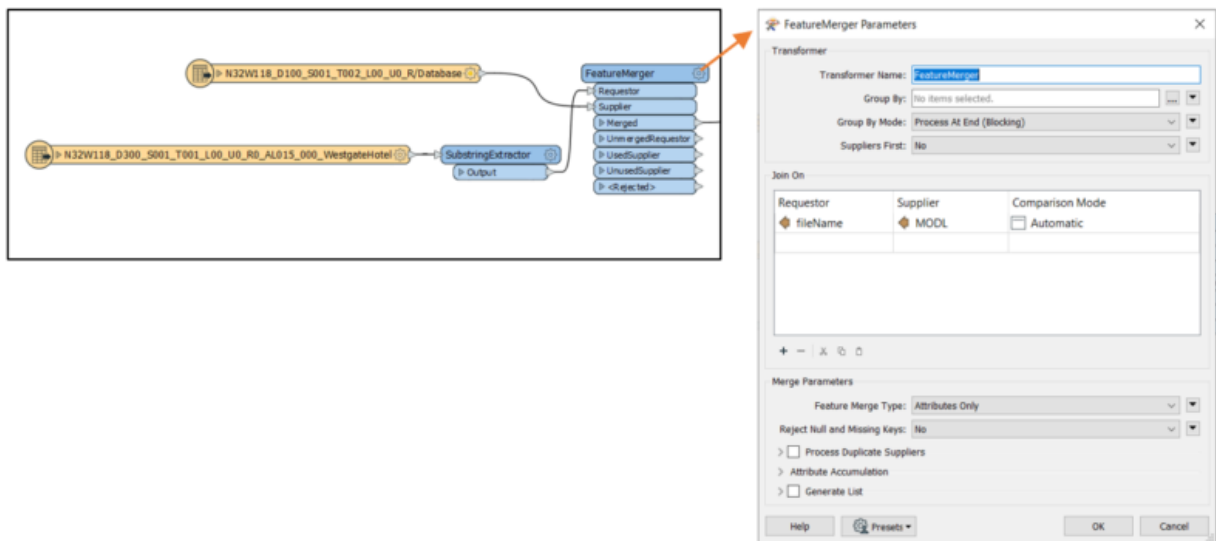 N32W118_D100_S001_T002_L00_U0_R/Database
N32W118_D300_S001_T001_L00_U0_R0_AL015_000_WestgateHotel
SubstringExtractor
Output
FeatureMerger
Requestor
Supplier
Merged
UnmergedRequestor
UsedSupplier
UnusedSupplier
<Rejected>
FeatureMerger Parameters
Transformer
Transformer Name: FeatureMerger
Group By: No items selected.
Group By Mode: Process At End (Blocking)
Suppliers First: No
Join On
Requestor Supplier Comparison Mode
fileName MODL Automatic
Merge Parameters
Feature Merge Type: Attributes Only
Reject Null and Missing Keys: No
Process Duplicate Suppliers
Attribute Accumulation
Generate List
Help Presets OK Cancel